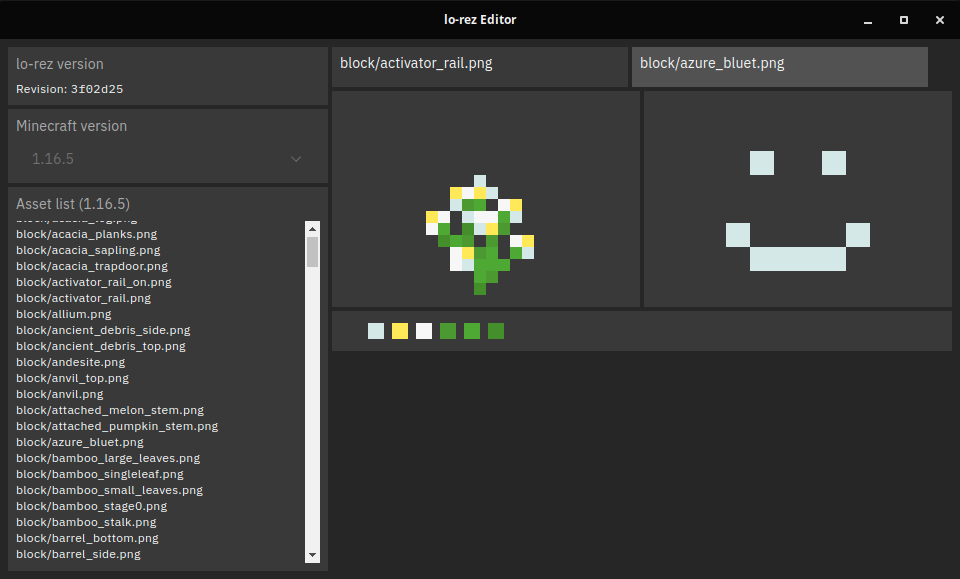 lo-rez Editor
lo-rez version
Revision: 3f02d25
Minecraft version
1.16.5
Asset list (1.16.5)
block/acacia_planks.png
block/acacia_sapling.png
block/acacia_trapdoor.png
block/activator_rail_on.png
block/activator_rail.png
block/allium.png
block/ancient_debris_side.png
block/ancient_debris_top.png
block/andesite.png
block/anvil_top.png
block/anvil.png
block/attached_melon_stem.png
block/attached_pumpkin_stem.png
block/azure_bluet.png
block/bamboo_large_leaves.png
block/bamboo_singleleaf.png
block/bamboo_small_leaves.png
block/bamboo_stage0.png
block/bamboo_stalk.png
block/barrel_bottom.png
block/barrel_side.png
block/activator_rail.png
block/azure_bluet.png